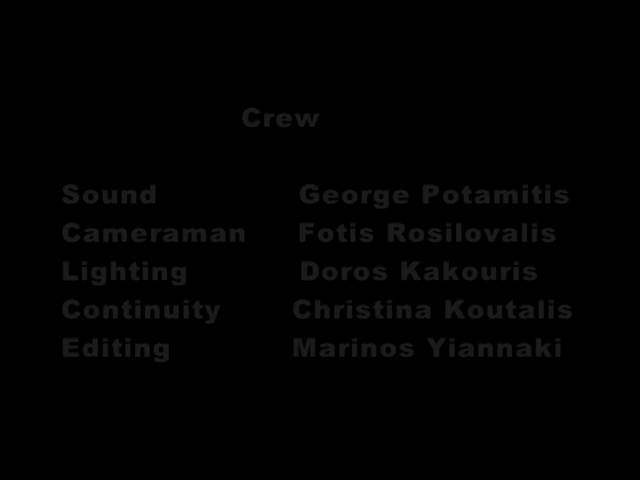 Crew
Sound George Potamitis
Cameraman Fotis Rosilovalis
Lighting Doros Kakouris
Continuity Christina Koutalis
Editing Marinos Yiannaki